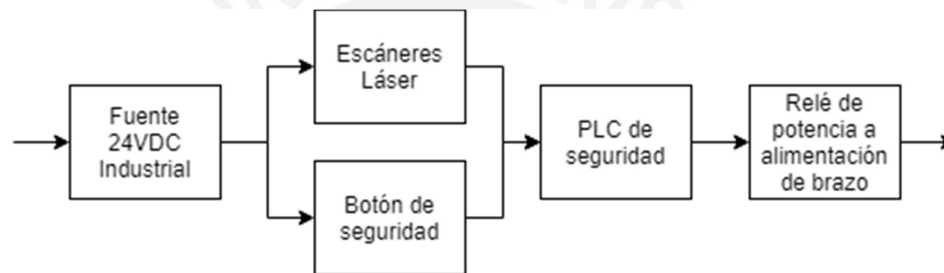 Escáneres
Láser
Fuente
24VDC
Industrial
PLC de
seguridad
Relé de
potencia a
alimentación
de brazo
Botón de
seguridad